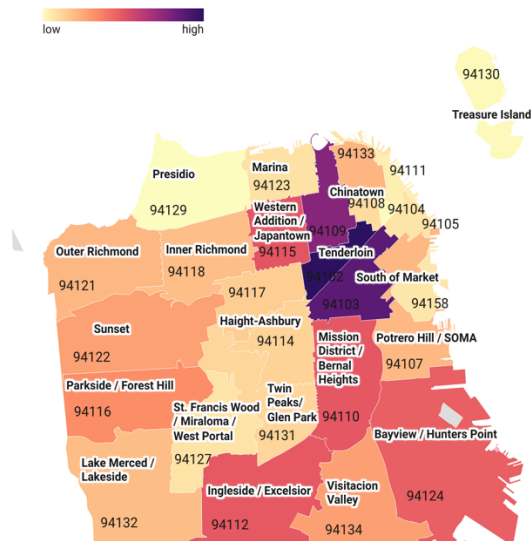 low high
94130
Treasure Island
94133
Marina
94111
Presidio
94123
Chinatown
94108
94104
94129
Western
Addition /
Japantown
94105
94109
94115
Outer Richmond
Inner Richmond
Tenderloin
94118
94102
South of Market
94121
94117
94103
94158
Haight-Ashbury
Sunset
94114
Mission
District /
Bernal
Heights
Potrero Hill / SOMA
94122
94107
Parkside / Forest Hill
94116
Twin
Peaks/
Glen Park
St. Francis Wood
/ Miraloma /
West Portal
94110
94131
Bayview / Hunters Point
94127
Lake Merced /
Lakeside
Ingleside / Excelsior
Visitacion
Valley
94124
94132
94112
94134